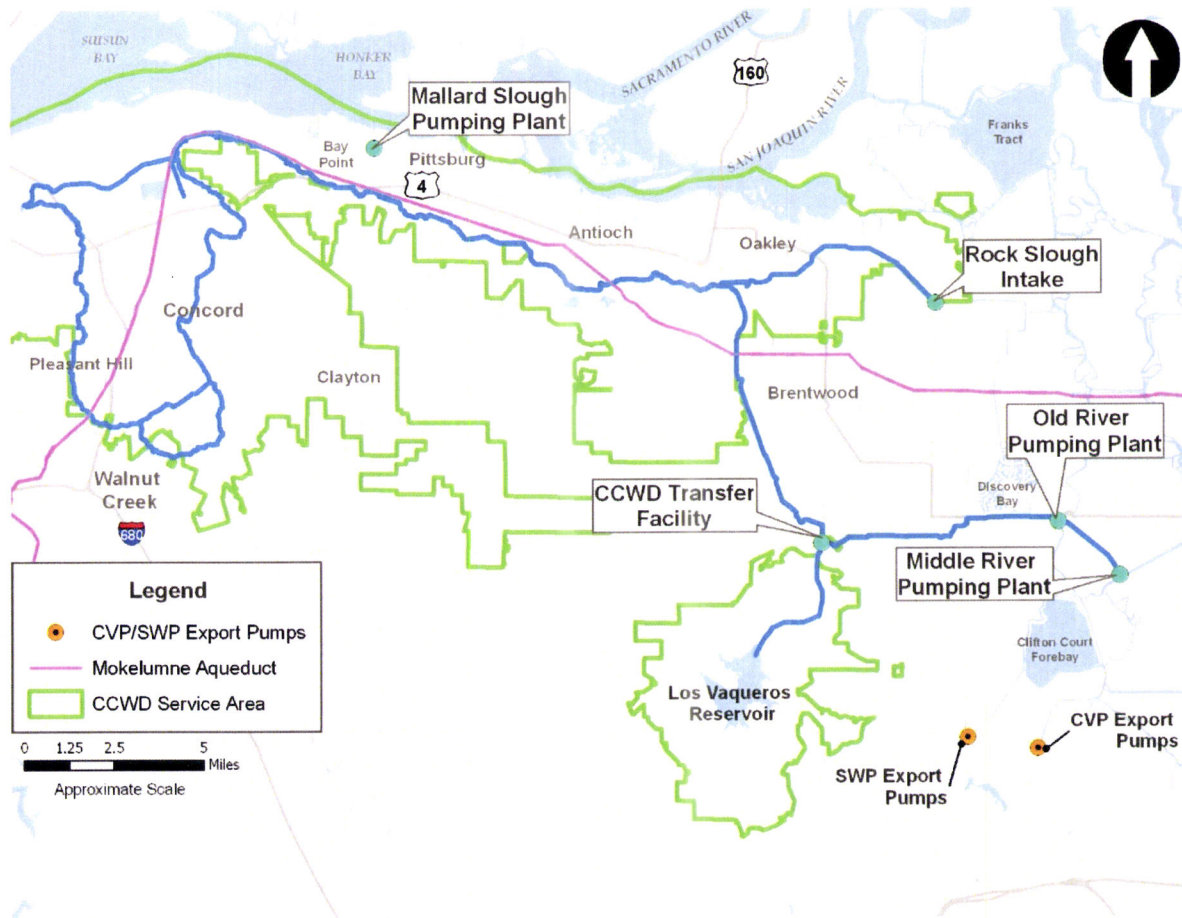 SUISUN
BAY
HONKER
BAY
SACRAMENTO RIVER
160
SAN JOAQUIN RIVER
Franks
Tract
Mallard Slough
Pumping Plant
Bay
Point
Pittsburg
4
Antioch
Oakley
Rock Slough
Intake
Concord
Pleasant Hill
Clayton
Brentwood
Old River
Pumping Plant
Walnut
Creek
680
CCWD Transfer
Facility
Discovery
Bay
Middle River
Pumping Plant
Clifton Court
Forebay
Los Vaqueros
Reservoir
CVP Export
Pumps
SWP Export
Pumps
Legend
CVP/SWP Export Pumps
Mokelumne Aqueduct
CCWD Service Area
0 1.25 2.5 5
Miles
Approximate Scale